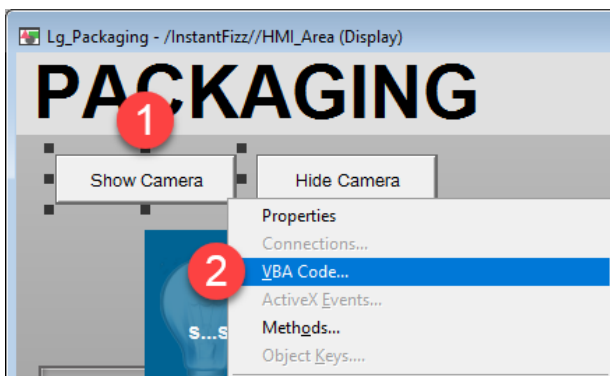 Lg_Packaging - /InstantFizz//HMI_Area (Display)
PACKAGING
1
Show Camera
Hide Camera
Properties
Connections...
2
VBA Code...
ActiveX Events...
s...s
Methods...
Object Keys....